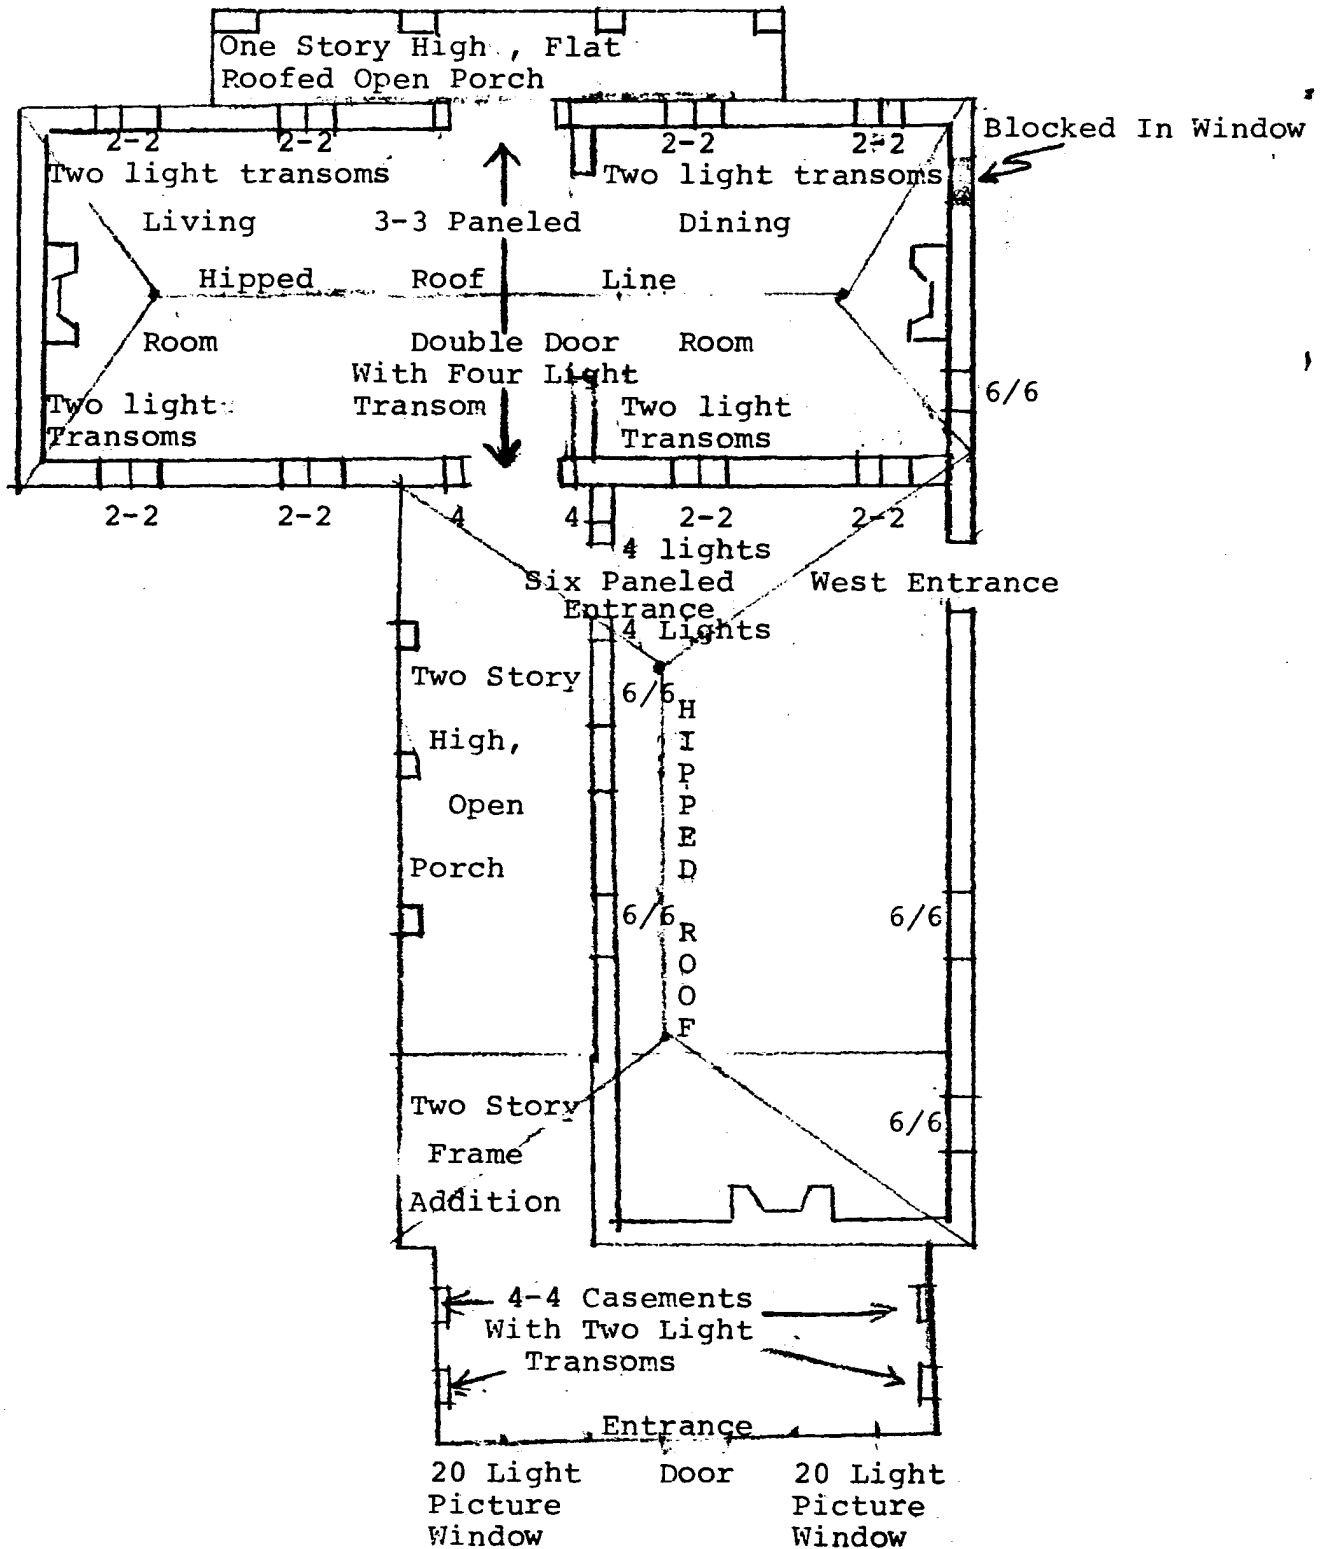 One Story High , Flat
Roofed Open Porch
Blocked In Window
2-2 2-2 2-2 2-2
Two light transoms Two light transoms
Living 3-3 Paneled Dining
Hipped Roof Line
Room Double Door Room
With Four Light
6/6
Two light Transom Two light
Transoms Transoms
2-2 2-2 4 4 2-2 2-2
4 lights
Six Paneled West Entrance
Entrance
4 Lights
Two Story 6/6
HIPPED ROOF
High,
Open
Porch
6/6 6/6
Two Story 6/6
Frame
Addition
4-4 Casements
With Two Light
Transoms
Entrance
20 Light Door 20 Light
Picture Picture
Window Window